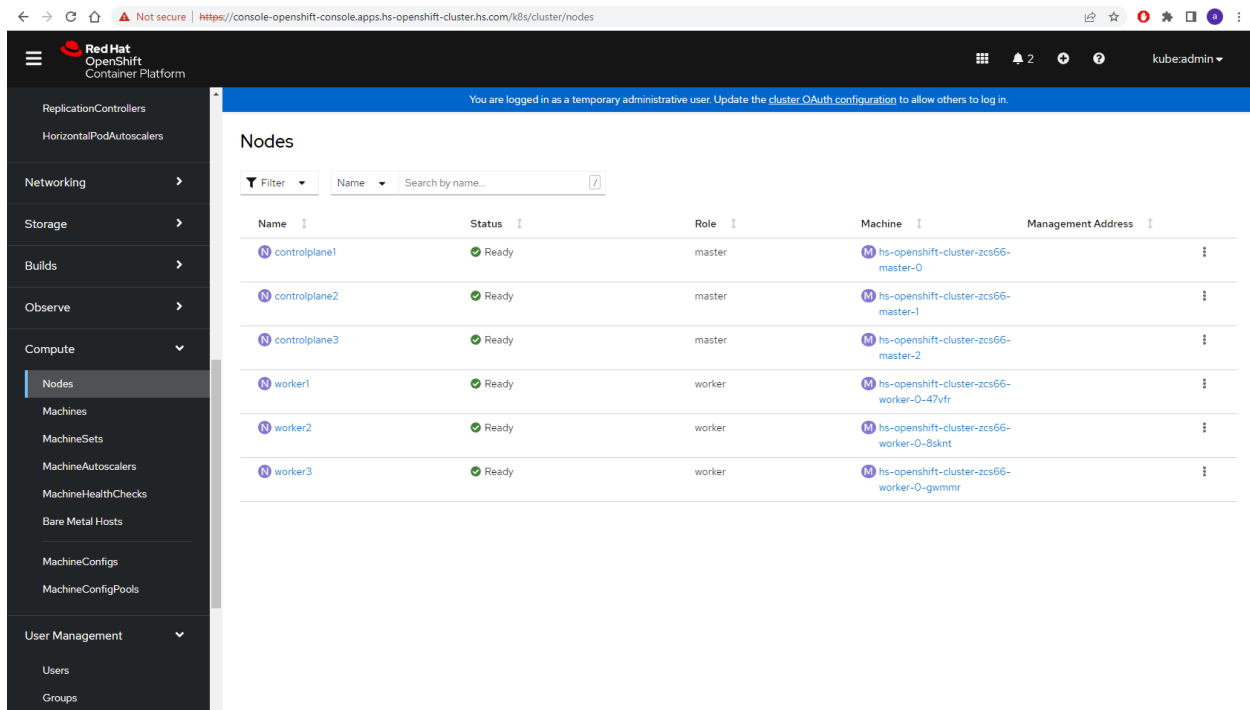 Not secure | https://console-openshift-console.apps.hs-openshift-cluster.hs.com/k8s/cluster/nodes
a
Red Hat
OpenShift
Container Platform
2
kube:admin
You are logged in as a temporary administrative user. Update the cluster OAuth configuration to allow others to log in.
ReplicationControllers
HorizontalPodAutoscalers
Networking
Storage
Builds
Observe
Compute
Nodes
Machines
MachineSets
MachineAutoscalers
MachineHealthChecks
Bare Metal Hosts
MachineConfigs
MachineConfigPools
User Management
Users
Groups
Nodes
Filter Name Search by name... /
Name Status Role Machine Management Address
N controlplane1 Ready master M hs-openshift-cluster-zcs66-
master-0
N controlplane2 Ready master M hs-openshift-cluster-zcs66-
master-1
N controlplane3 Ready master M hs-openshift-cluster-zcs66-
master-2
N worker1 Ready worker M hs-openshift-cluster-zcs66-
worker-0-47vfr
N worker2 Ready worker M hs-openshift-cluster-zcs66-
worker-0-8sknt
N worker3 Ready worker M hs-openshift-cluster-zcs66-
worker-0-gwmmr